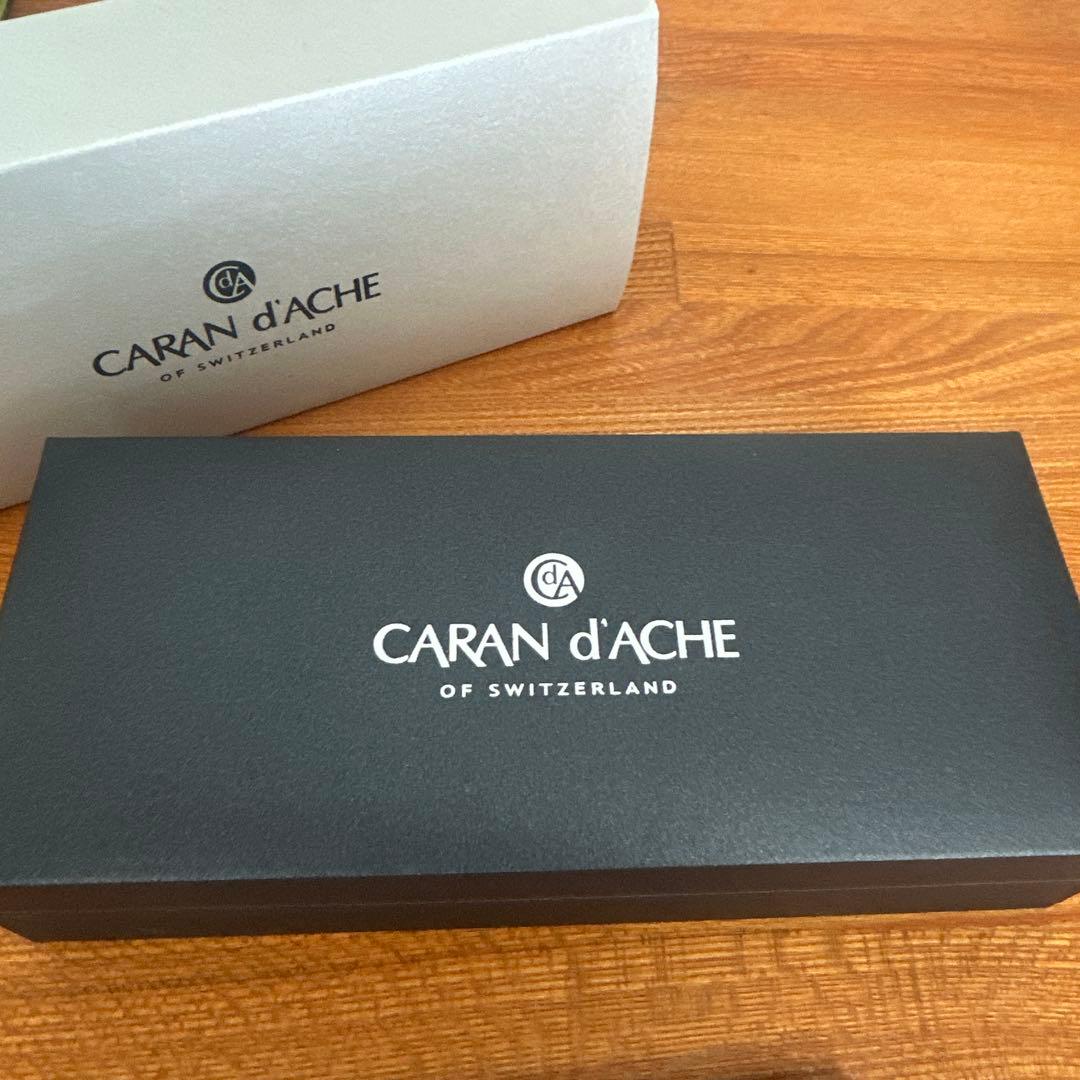 CdA
CARAN d'ACHE
OF SWITZERLAND
CdA
CARAN d'ACHE
OF SWITZERLAND